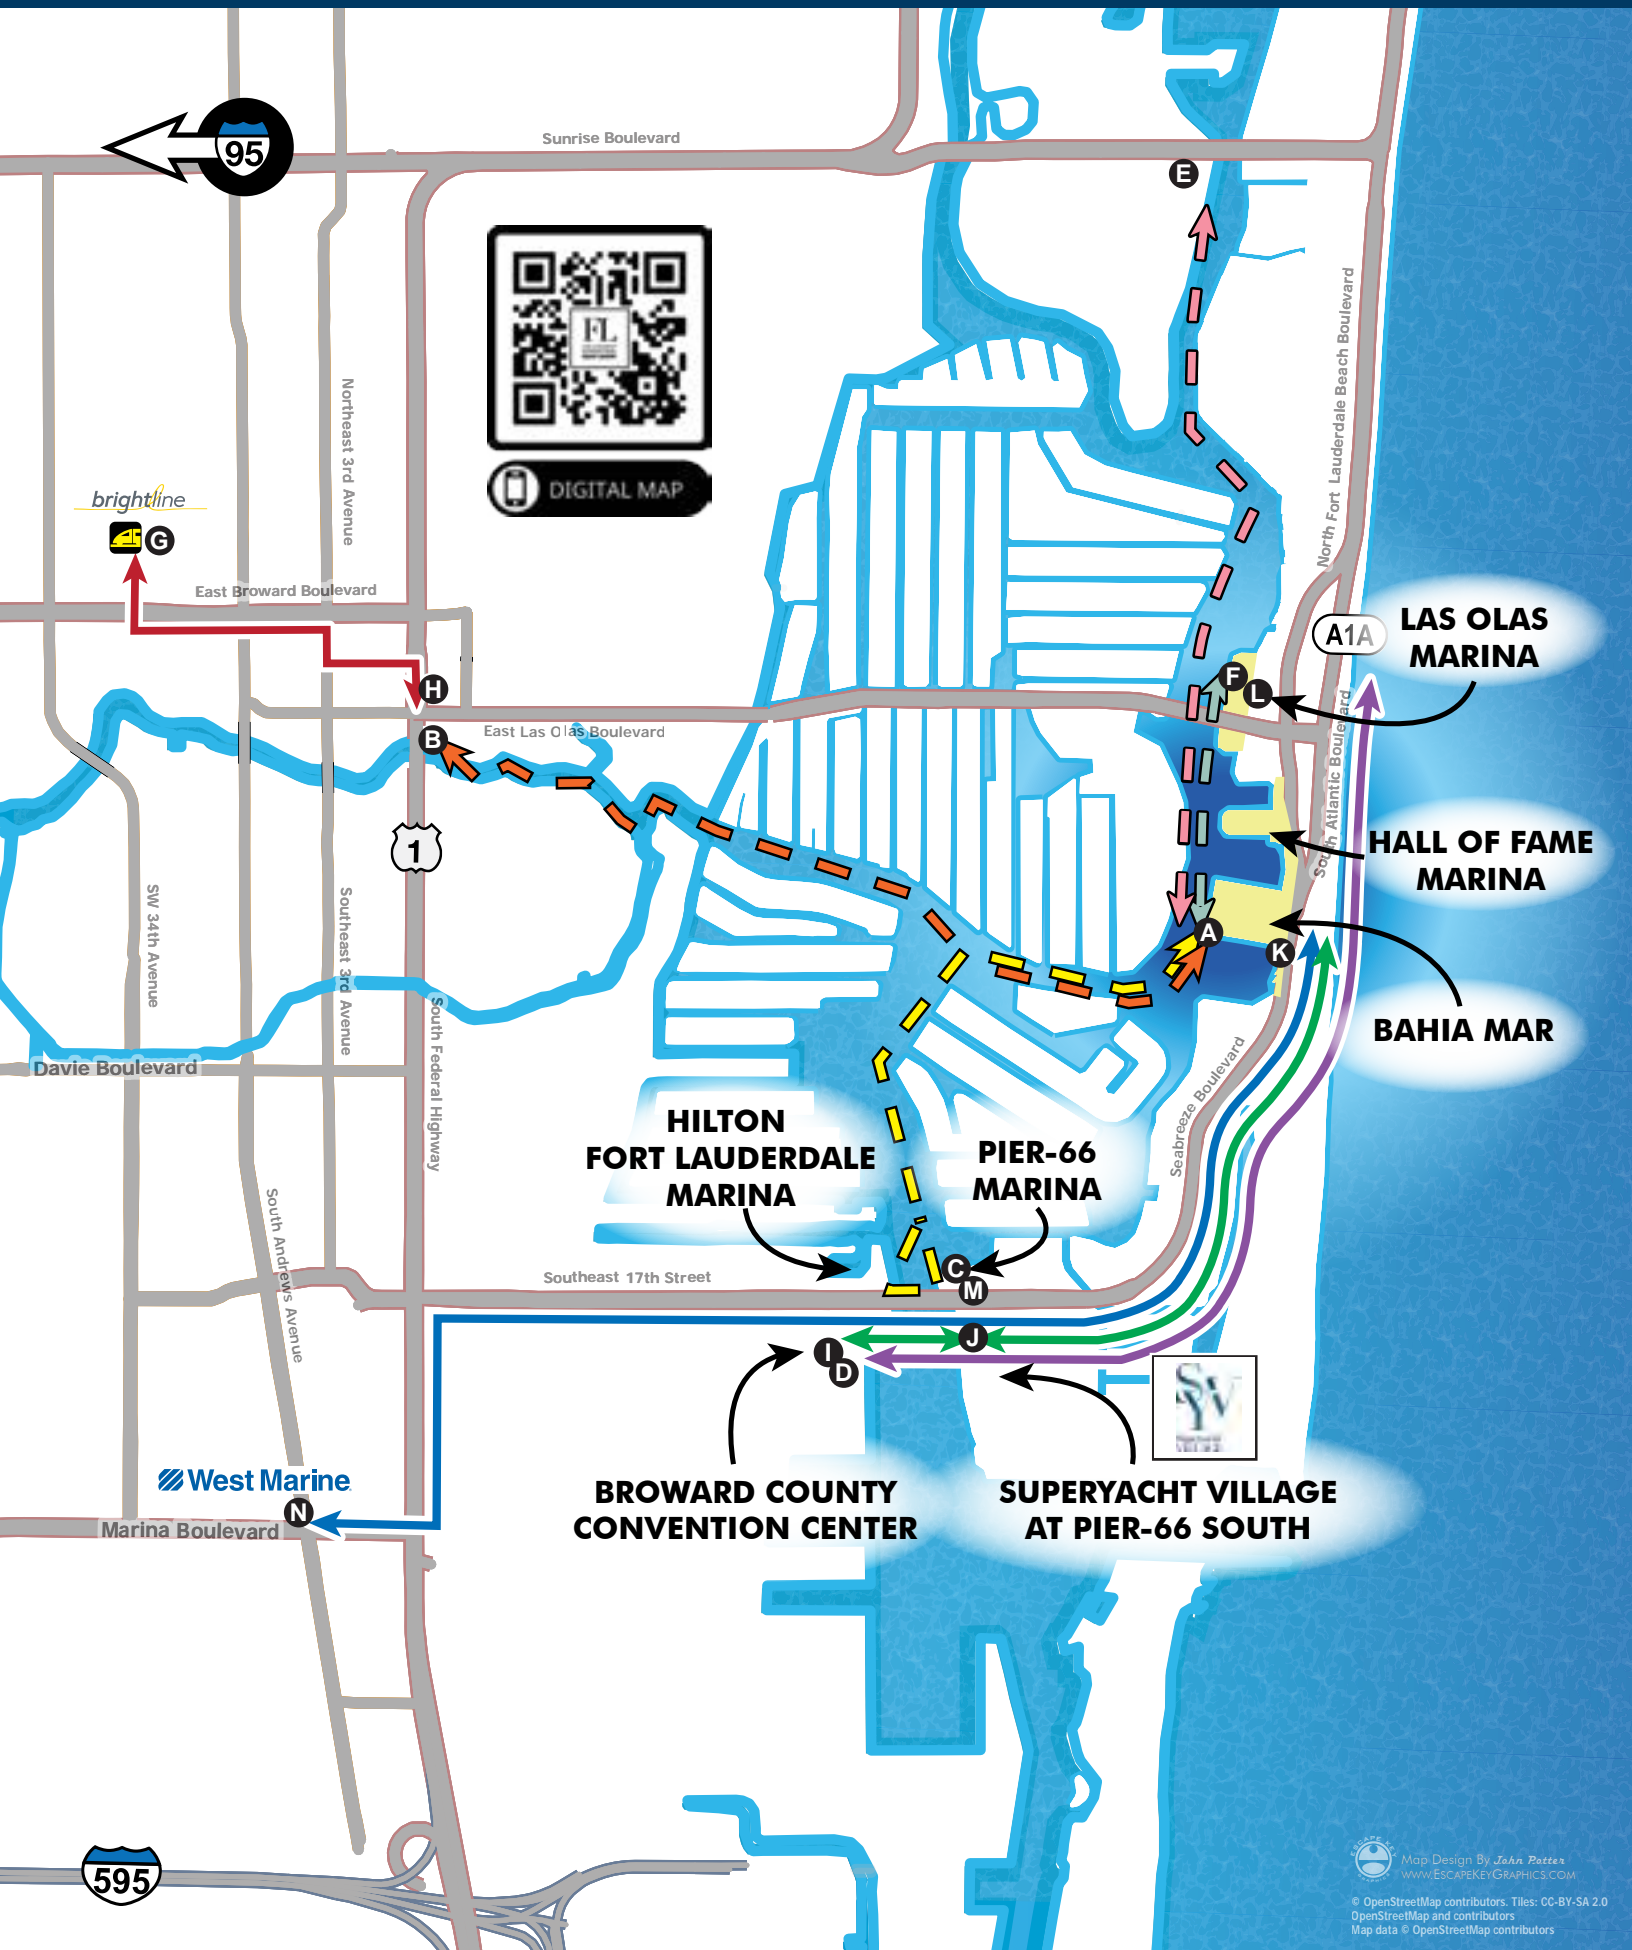 Sunrise Boulevard
95
E
FL
DIGITAL MAP
North Fort Lauderdale Beach Boulevard
Northeast 3rd Avenue
brightline
G
East Broward Boulevard
A1A
LAS OLAS
MARINA
H
F
L
B
East Las Olas Boulevard
South Atlantic Boulevard
1
HALL OF FAME
MARINA
SW 34th Avenue
Southeast 3rd Avenue
A
K
South Federal Highway
BAHIA MAR
Davie Boulevard
Seabreeze Boulevard
HILTON
FORT LAUDERDALE
MARINA
PIER-66
MARINA
South Andrews Avenue
Southeast 17th Street
C
M
J
I
D
SYV
West Marine
N
Marina Boulevard
BROWARD COUNTY
CONVENTION CENTER
SUPERYACHT VILLAGE
AT PIER-66 SOUTH
595
ESCAPE KEY
GRAPHICS
Map Design By John Potter
www.EscapeKeyGraphics.com
© OpenStreetMap contributors. Tiles: CC-BY-SA 2.0
OpenStreetMap and contributors
Map data © OpenStreetMap contributors